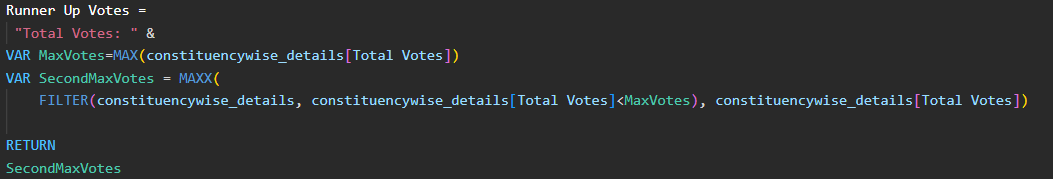 Runner Up Votes =
"Total Votes: " &
VAR MaxVotes=MAX(constituencywise_details[Total Votes])
VAR SecondMaxVotes = MAXX(
FILTER(constituencywise_details, constituencywise_details[Total Votes]<MaxVotes), constituencywise_details[Total Votes])
RETURN
SecondMaxVotes